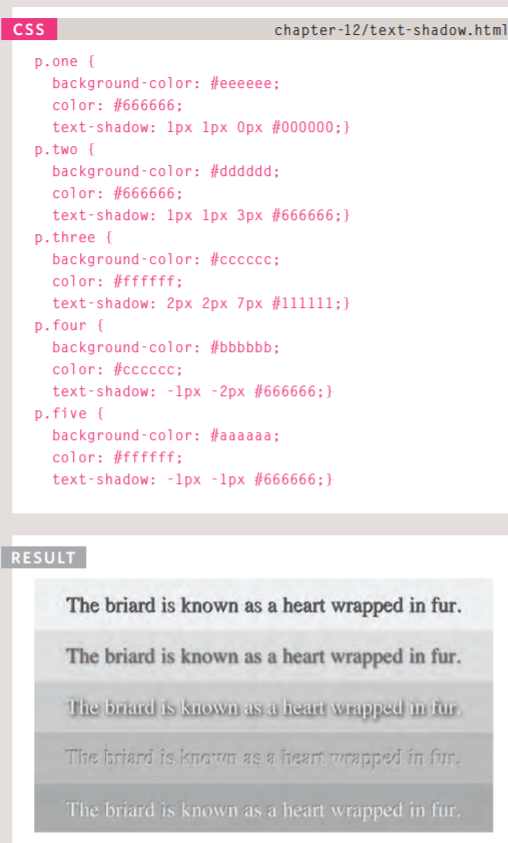 CSS
chapter-12/text-shadow.html
p.one {
background-color: #eeeeee;
color: #666666;
text-shadow: 1px 1px 0px #000000;}
p.two {
background-color: #dddddd;
color: #666666;
text-shadow: 1px 1px 3px #666666;}
p.three {
background-color: #cccccc;
color: #ffffff;
text-shadow: 2px 2px 7px #111111;}
p.four {
background-color: #bbbbbb;
color: #cccccc;
text-shadow: -1px -2px #666666;}
p.five {
background-color: #aaaaaa;
color: #ffffff;
text-shadow: -1px -1px #666666;}
RESULT
The briard is known as a heart wrapped in fur.
The briard is known as a heart wrapped in fur.
The briard is known as a heart wrapped in fur.
The briard is known as a heart wrapped in fur.
The briard is known as a heart wrapped in fur.